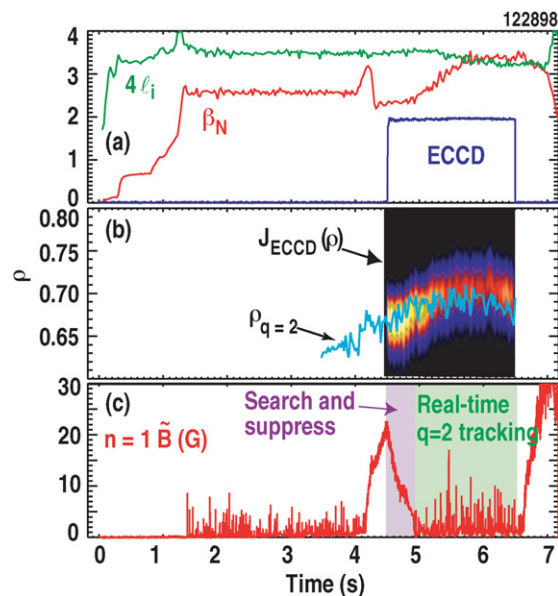 122898
4
3
2
1
0
4ℓi
βN
(a)
ECCD
0.80
0.75
0.70
0.65
ρ
(b)
JECCD(ρ)
ρq = 2
30
20
10
0
(c)
n = 1 B̃ (G)
Search and
suppress
Real-time
q=2 tracking
0 1 2 3 4 5 6 7
Time (s)